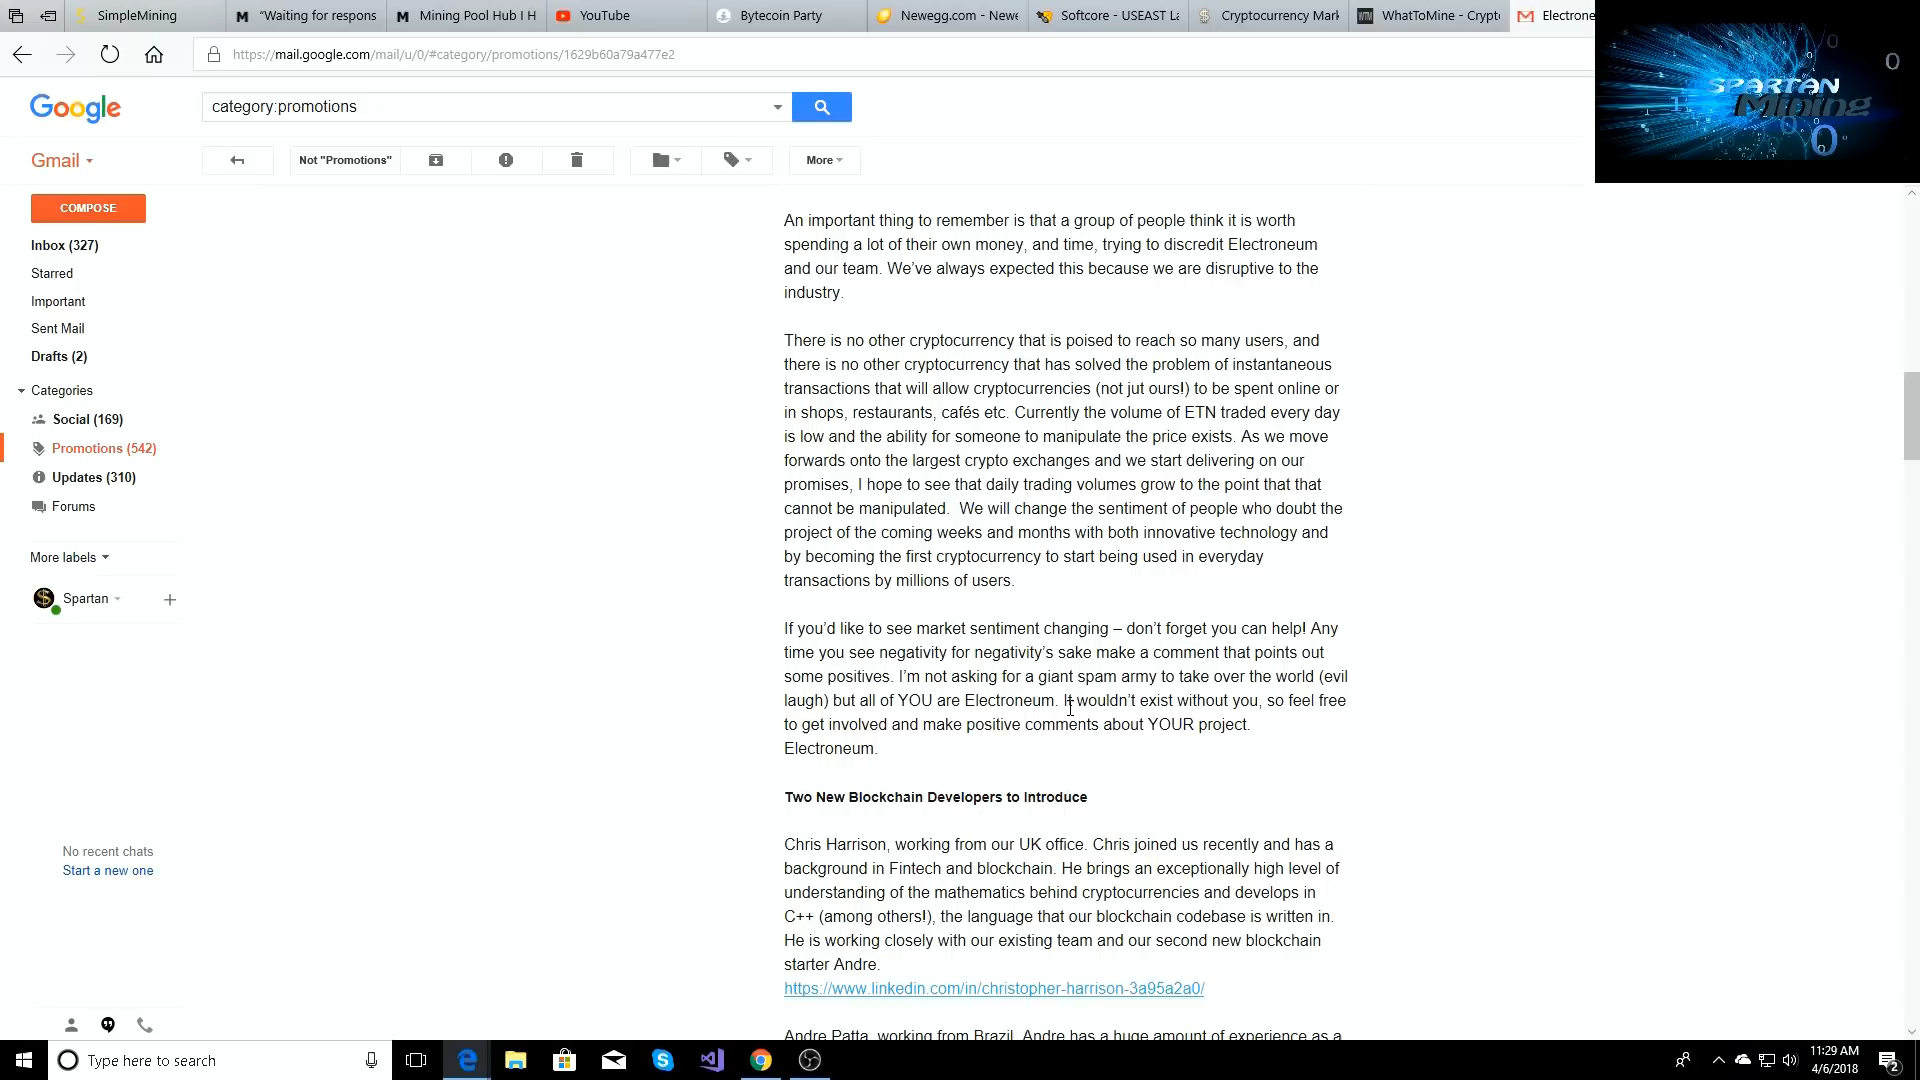 SimpleMining
"Waiting for respons
Mining Pool Hub I H
YouTube
Bytecoin Party
Newegg.com - Newe
Softcore - USEAST La
Cryptocurrency Mark
WhatToMine - Crypto
Electrone
https://mail.google.com/mail/u/0/#category/promotions/1629b60a79a477e2
SPARTAN
Mining
Google
category:promotions
Gmail
Not "Promotions"
More
COMPOSE
Inbox (327)
Starred
Important
Sent Mail
Drafts (2)
Categories
Social (169)
Promotions (542)
Updates (310)
Forums
More labels
Spartan
No recent chats
Start a new one
An important thing to remember is that a group of people think it is worth
spending a lot of their own money, and time, trying to discredit Electroneum
and our team. We've always expected this because we are disruptive to the
industry.
There is no other cryptocurrency that is poised to reach so many users, and
there is no other cryptocurrency that has solved the problem of instantaneous
transactions that will allow cryptocurrencies (not jut ours!) to be spent online or
in shops, restaurants, cafés etc. Currently the volume of ETN traded every day
is low and the ability for someone to manipulate the price exists. As we move
forwards onto the largest crypto exchanges and we start delivering on our
promises, I hope to see that daily trading volumes grow to the point that that
cannot be manipulated.  We will change the sentiment of people who doubt the
project of the coming weeks and months with both innovative technology and
by becoming the first cryptocurrency to start being used in everyday
transactions by millions of users.
If you'd like to see market sentiment changing – don't forget you can help! Any
time you see negativity for negativity's sake make a comment that points out
some positives. I'm not asking for a giant spam army to take over the world (evil
laugh) but all of YOU are Electroneum. It wouldn't exist without you, so feel free
to get involved and make positive comments about YOUR project.
Electroneum.
Two New Blockchain Developers to Introduce
Chris Harrison, working from our UK office. Chris joined us recently and has a
background in Fintech and blockchain. He brings an exceptionally high level of
understanding of the mathematics behind cryptocurrencies and develops in
C++ (among others!), the language that our blockchain codebase is written in.
He is working closely with our existing team and our second new blockchain
starter Andre.
https://www.linkedin.com/in/christopher-harrison-3a95a2a0/
Andre Patta, working from Brazil. Andre has a huge amount of experience as a
Type here to search
11:29 AM
4/6/2018
2